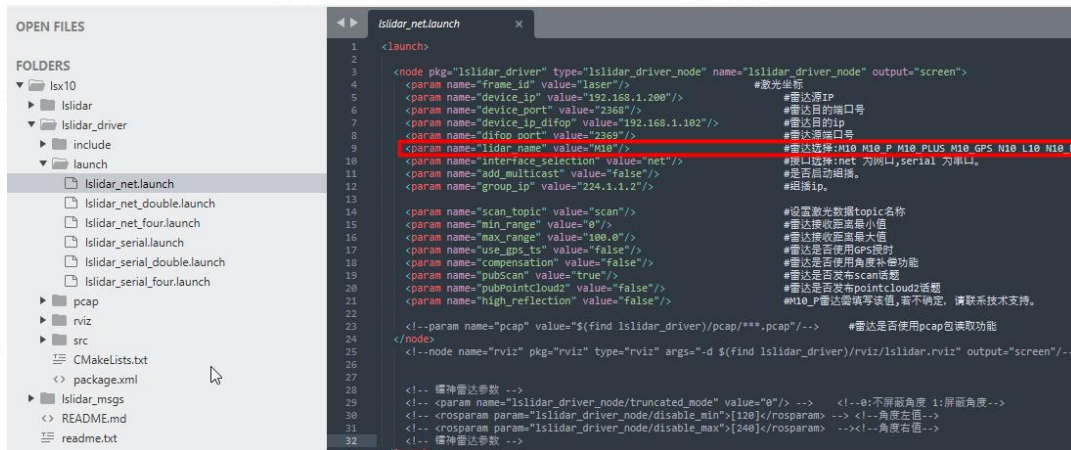 OPEN FILES
FOLDERS
lsx10
lslidar
lslidar_driver
include
launch
lslidar_net.launch
lslidar_net_double.launch
lslidar_net_four.launch
lslidar_serial.launch
lslidar_serial_double.launch
lslidar_serial_four.launch
pcap
rviz
src
CMakeLists.txt
package.xml
lslidar_msgs
README.md
readme.txt
lslidar_net.launch ×
1 <launch>
2
3 <node pkg="lslidar_driver" type="lslidar_driver_node" name="lslidar_driver_node" output="screen">
4 <param name="frame_id" value="laser"/> #激光坐标
5 <param name="device_ip" value="192.168.1.200"/> #雷达源IP
6 <param name="device_port" value="2368"/> #雷达目的端口号
7 <param name="device_ip_difop" value="192.168.1.102"/> #雷达目的ip
8 <param name="difop_port" value="2369"/> #雷达源端口号
9 <param name="lidar_name" value="M10"/> #雷达选择:M10 M10_P M10_PLUS M10_GPS N10 L10 N10_
10 <param name="interface_selection" value="net"/> #接口选择:net 为网口,serial 为串口。
11 <param name="add_multicast" value="false"/> #是否启动组播。
12 <param name="group_ip" value="224.1.1.2"/> #组播ip。
13
14 <param name="scan_topic" value="scan"/> #设置激光数据topic名称
15 <param name="min_range" value="0"/> #雷达接收距离最小值
16 <param name="max_range" value="100.0"/> #雷达接收距离最大值
17 <param name="use_gps_ts" value="false"/> #雷达是否使用GPS授时
18 <param name="compensation" value="false"/> #雷达是否使用角度补偿功能
19 <param name="pubScan" value="true"/> #雷达是否发布scan话题
20 <param name="pubPointCloud2" value="false"/> #雷达是否发布pointcloud2话题
21 <param name="high_reflection" value="false"/> #M10_P雷达需填写该值,若不确定, 请联系技术支持。
22
23 <!--param name="pcap" value="$(find lslidar_driver)/pcap/***.pcap"/--> #雷达是否使用pcap包读取功能
24 </node>
25 <!--node name="rviz" pkg="rviz" type="rviz" args="-d $(find lslidar_driver)/rviz/lslidar.rviz" output="screen"/--
26
27
28 <!-- 镭神雷达参数 -->
29 <!-- <param name="lslidar_driver_node/truncated_mode" value="0"/> --> <!--0:不屏蔽角度 1:屏蔽角度-->
30 <!-- <rosparam param="lslidar_driver_node/disable_min">[120]</rosparam> --> <!--角度左值-->
31 <!-- <rosparam param="lslidar_driver_node/disable_max">[240]</rosparam> --><!--角度右值-->
32 <!-- 镭神雷达参数 -->